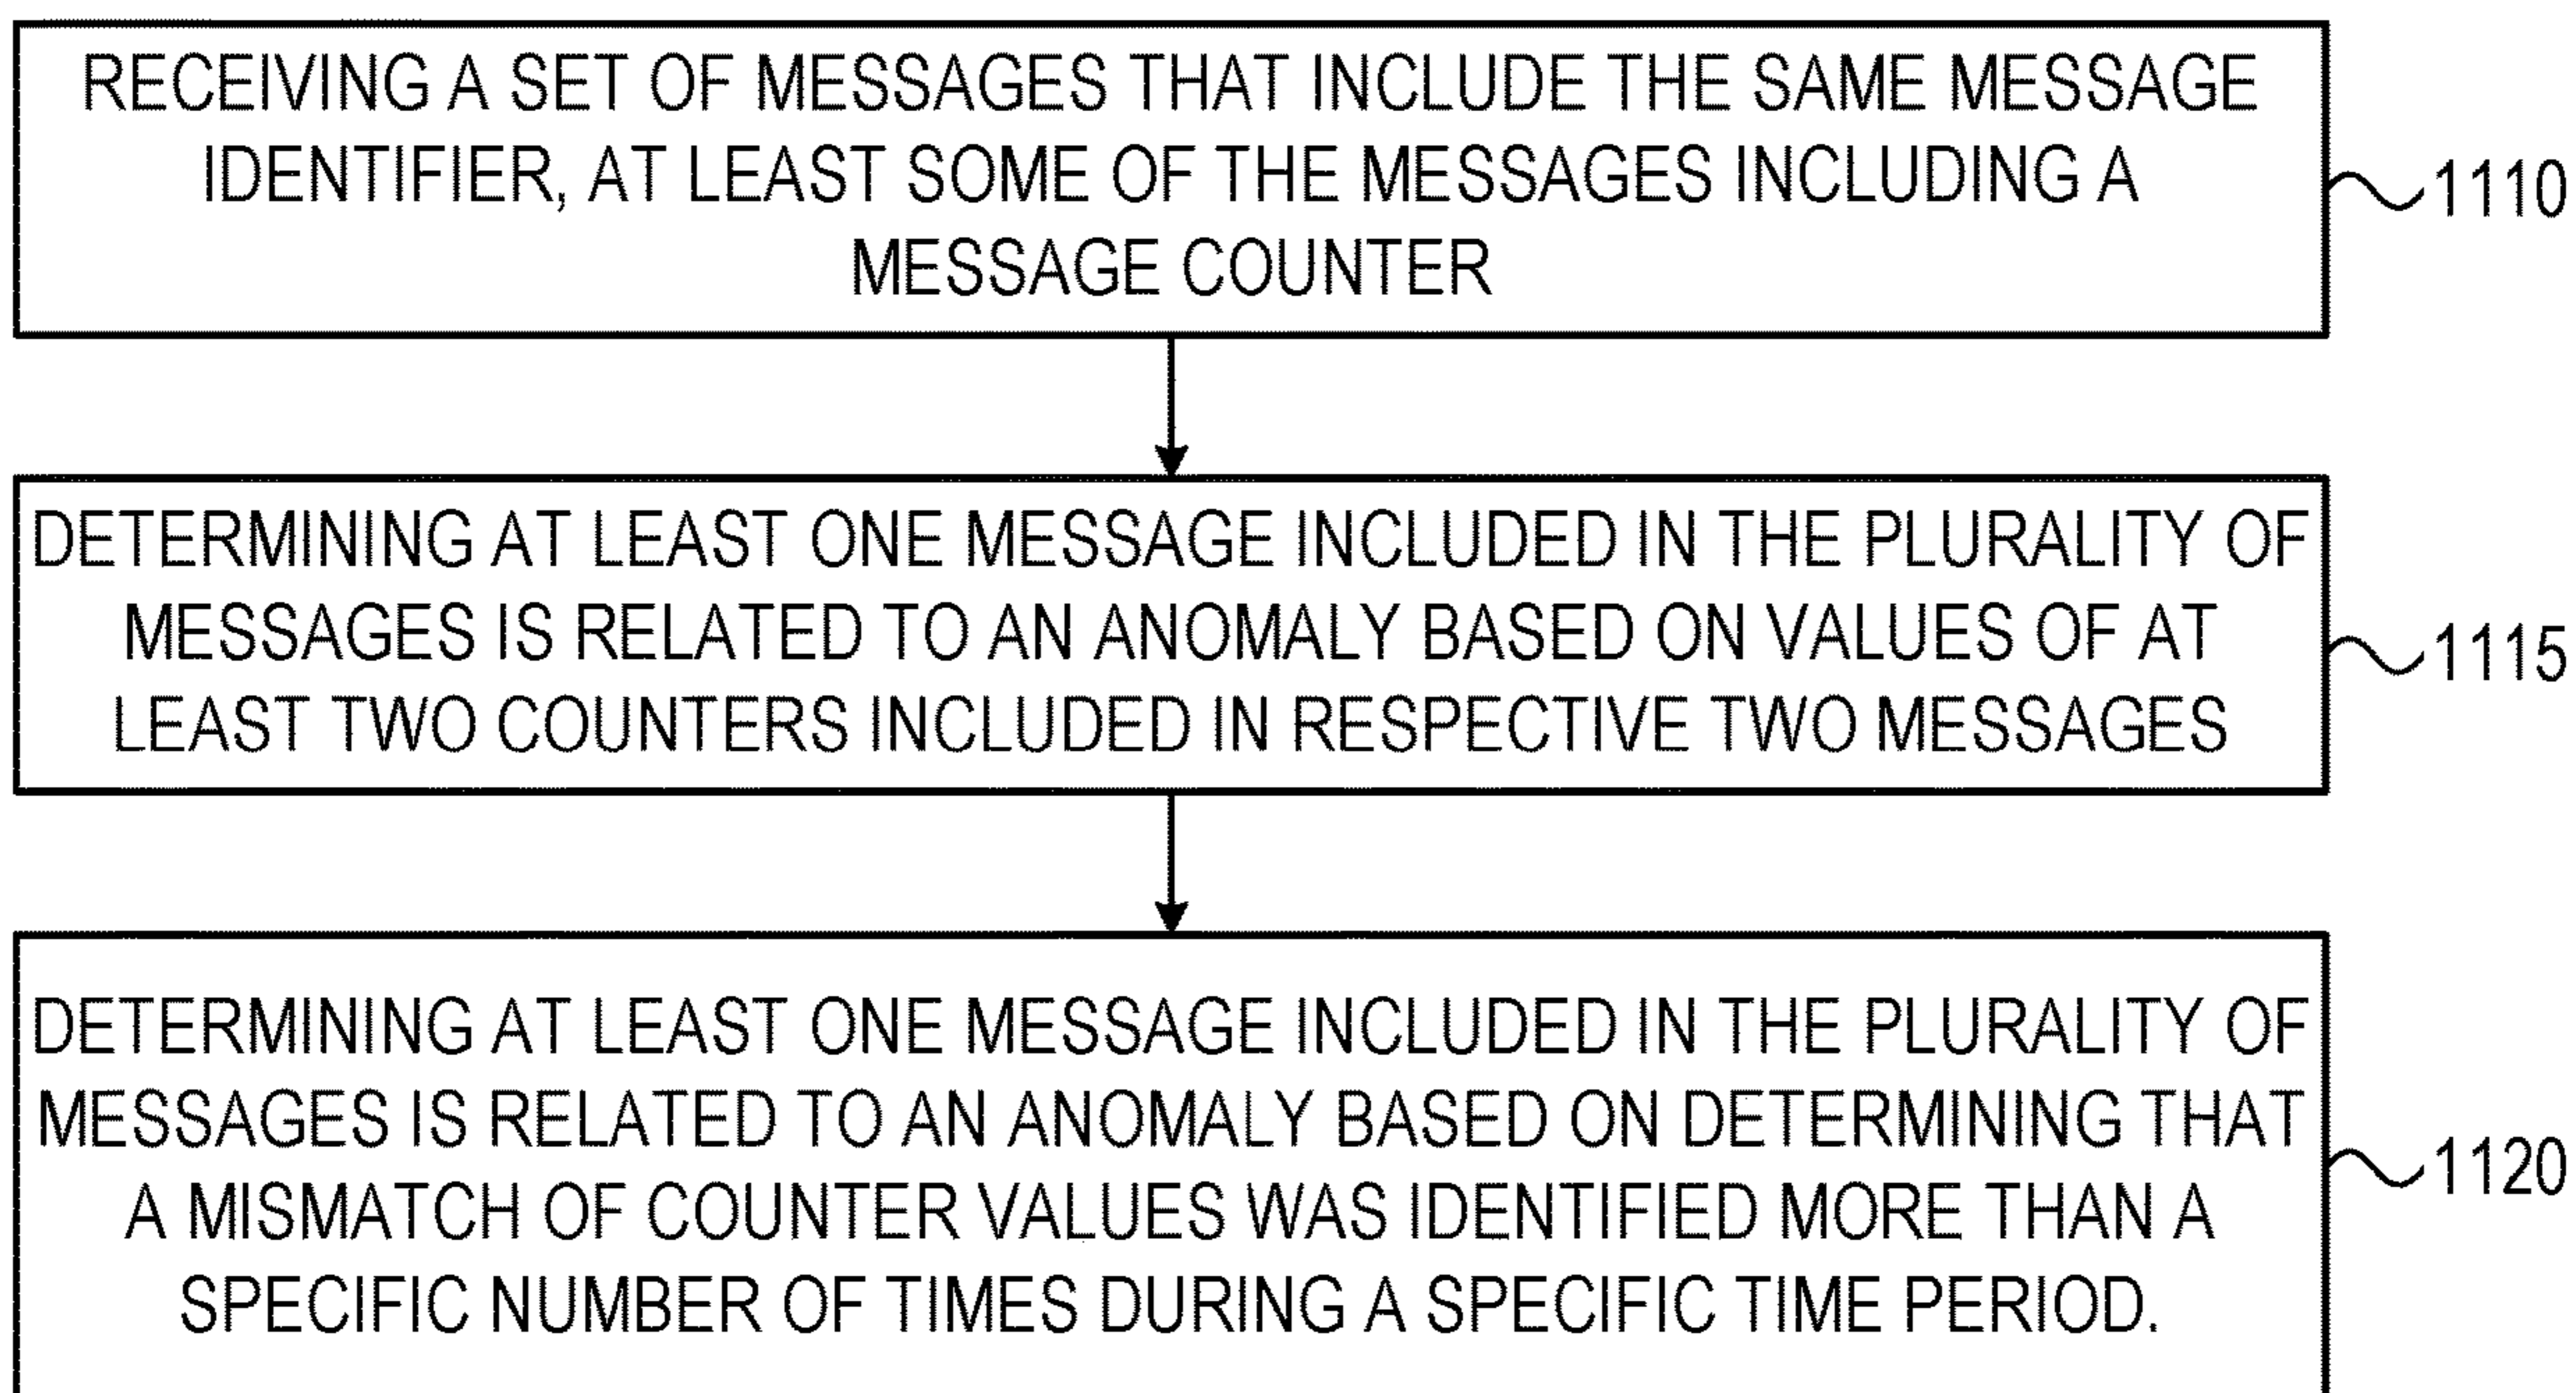 RECEIVING A SET OF MESSAGES THAT INCLUDE THE SAME MESSAGE
IDENTIFIER, AT LEAST SOME OF THE MESSAGES INCLUDING A
MESSAGE COUNTER
1110
DETERMINING AT LEAST ONE MESSAGE INCLUDED IN THE PLURALITY OF
MESSAGES IS RELATED TO AN ANOMALY BASED ON VALUES OF AT
LEAST TWO COUNTERS INCLUDED IN RESPECTIVE TWO MESSAGES
1115
DETERMINING AT LEAST ONE MESSAGE INCLUDED IN THE PLURALITY OF
MESSAGES IS RELATED TO AN ANOMALY BASED ON DETERMINING THAT
A MISMATCH OF COUNTER VALUES WAS IDENTIFIED MORE THAN A
SPECIFIC NUMBER OF TIMES DURING A SPECIFIC TIME PERIOD.
1120